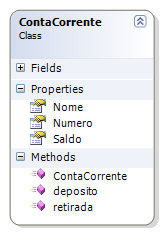 ContaCorrente
Class
Fields
Properties
Nome
Numero
Saldo
Methods
ContaCorrente
deposito
retirada